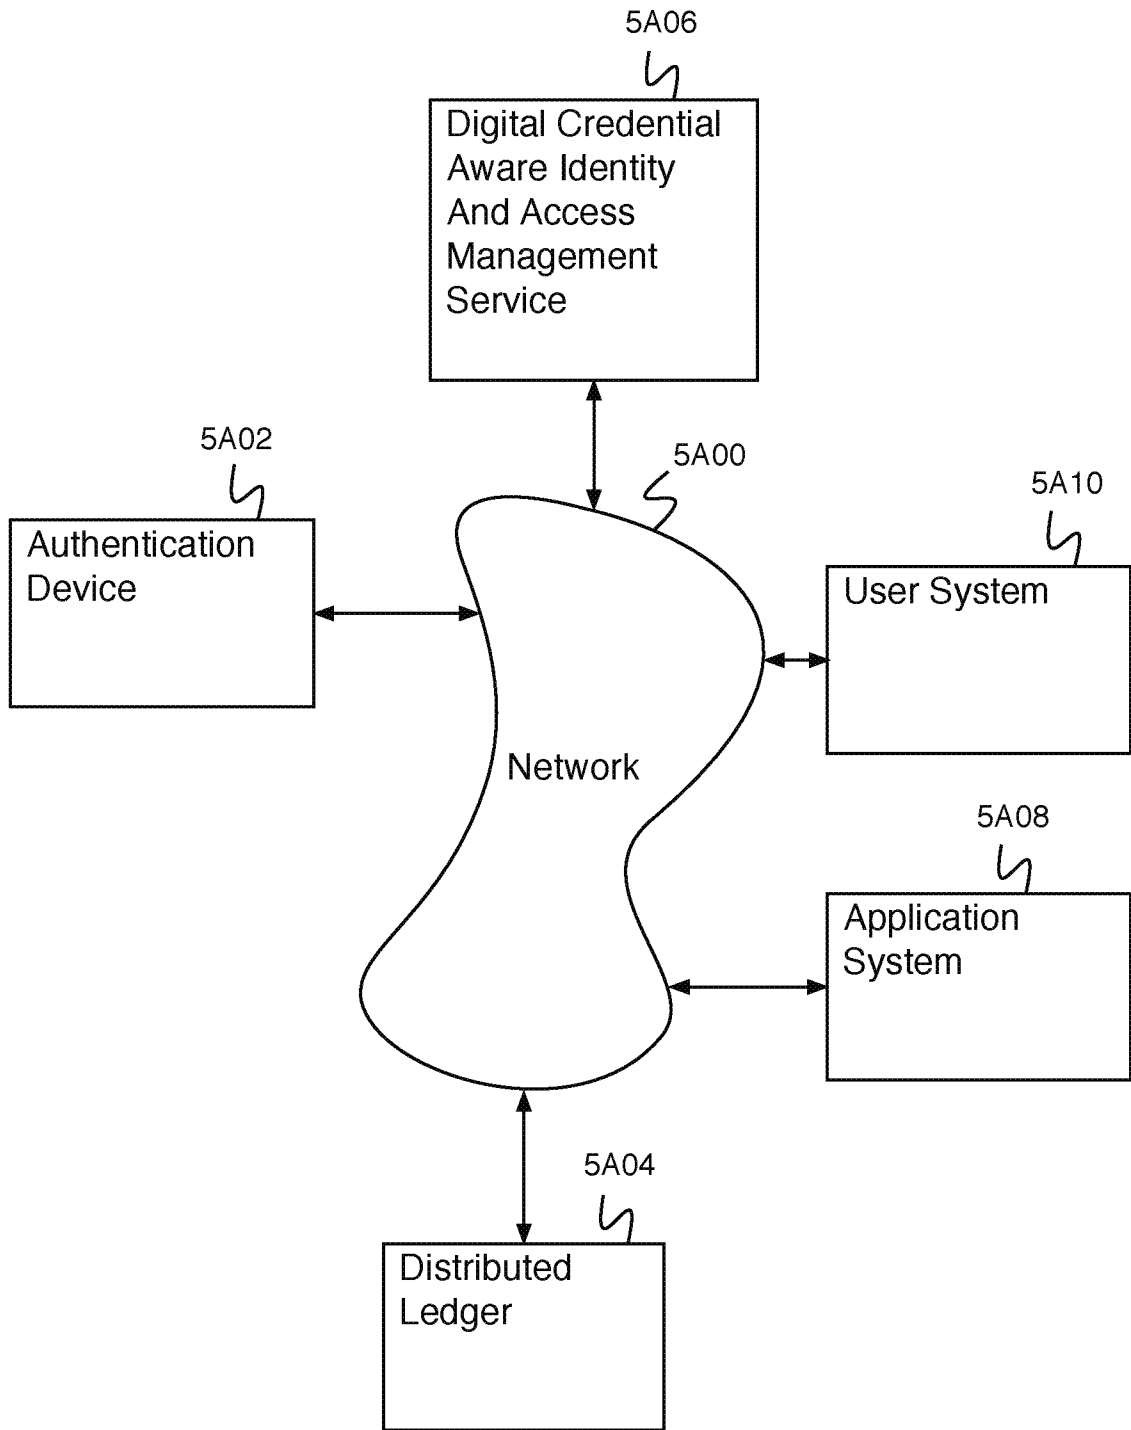 5A06
Digital Credential
Aware Identity
And Access
Management
Service
5A02
Authentication
Device
5A00
5A10
User System
Network
5A08
Application
System
5A04
Distributed
Ledger